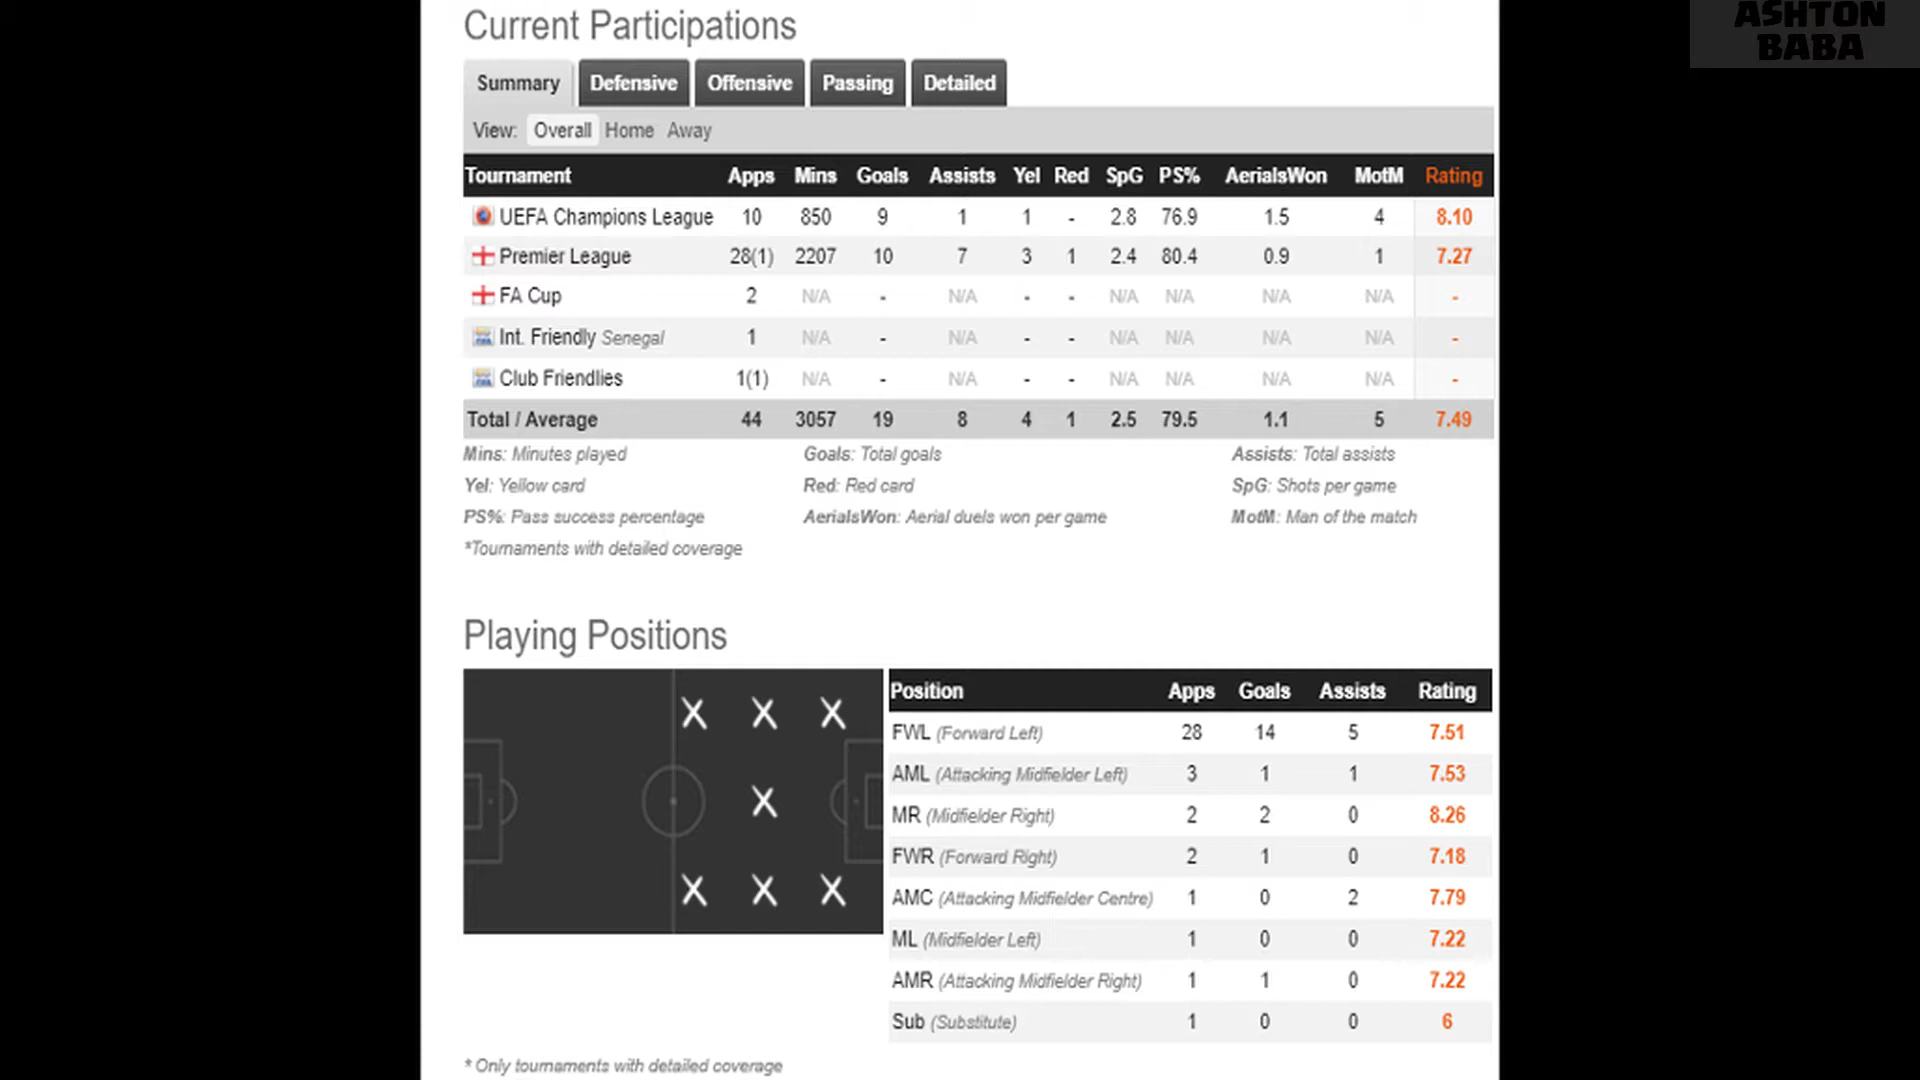 ASHTON
BABA
Current Participations
Summary Defensive Offensive Passing Detailed
View: Overall Home Away
Tournament Apps Mins Goals Assists Yel Red SpG PS% AerialsWon MotM Rating
UEFA Champions League 10 850 9 1 1 - 2.8 76.9 1.5 4 8.10
Premier League 28(1) 2207 10 7 3 1 2.4 80.4 0.9 1 7.27
FA Cup 2 N/A - N/A - - N/A N/A N/A N/A -
Int. Friendly Senegal 1 N/A - N/A - - N/A N/A N/A N/A -
Club Friendlies 1(1) N/A - N/A - - N/A N/A N/A N/A -
Total / Average 44 3057 19 8 4 1 2.5 79.5 1.1 5 7.49
Mins: Minutes played Goals: Total goals Assists: Total assists
Yel: Yellow card Red: Red card SpG: Shots per game
PS%: Pass success percentage AerialsWon: Aerial duels won per game MotM: Man of the match
*Tournaments with detailed coverage
Playing Positions
Position Apps Goals Assists Rating
FWL (Forward Left) 28 14 5 7.51
AML (Attacking Midfielder Left) 3 1 1 7.53
MR (Midfielder Right) 2 2 0 8.26
FWR (Forward Right) 2 1 0 7.18
AMC (Attacking Midfielder Centre) 1 0 2 7.79
ML (Midfielder Left) 1 0 0 7.22
AMR (Attacking Midfielder Right) 1 1 0 7.22
Sub (Substitute) 1 0 0 6
* Only tournaments with detailed coverage